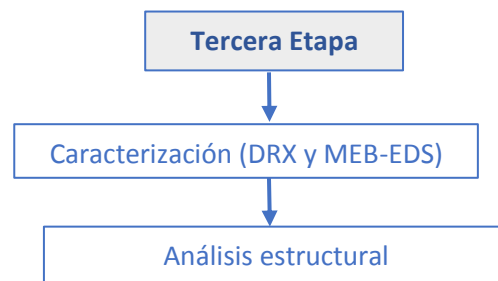 Tercera Etapa
Caracterización (DRX y MEB-EDS)
Análisis estructural